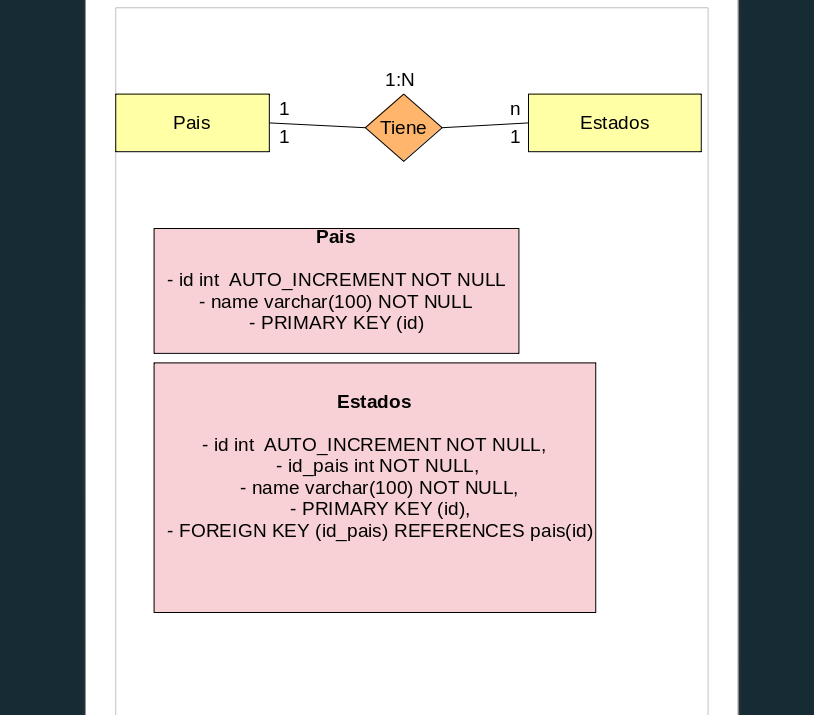 1:N
Pais
1
1
Tiene
n
1
Estados
Pais
- id int  AUTO_INCREMENT NOT NULL
- name varchar(100) NOT NULL
- PRIMARY KEY (id)
Estados
- id int  AUTO_INCREMENT NOT NULL,
- id_pais int NOT NULL,
- name varchar(100) NOT NULL,
- PRIMARY KEY (id),
- FOREIGN KEY (id_pais) REFERENCES pais(id)